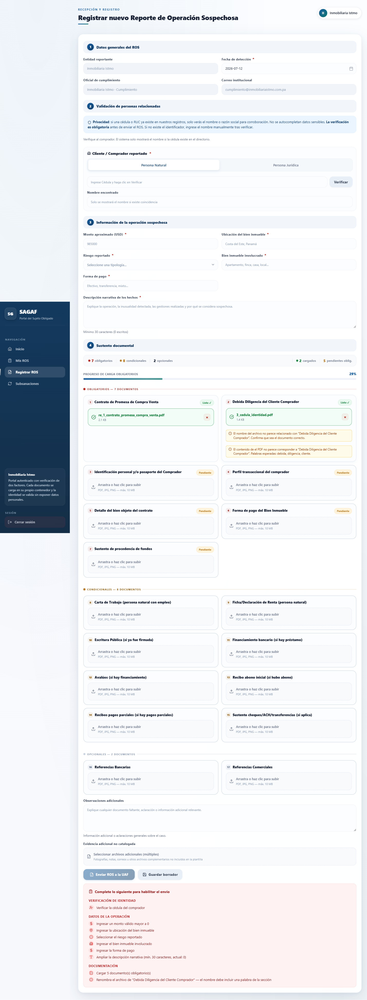 RECEPCIÓN Y REGISTRO
Registrar nuevo Reporte de Operación Sospechosa
II
Inmobiliaria Istmo
1
Datos generales del ROS
Entidad reportante
Fecha de detección *
Inmobiliaria Istmo
2026-07-12
Oficial de cumplimiento
Correo institucional
Inmobiliaria Istmo · Cumplimiento
cumplimiento@inmobiliariaistmo.com.pa
2
Validación de personas relacionadas
Privacidad: si una cédula o RUC ya existe en nuestros registros, solo verás el nombre o razón social para corroboración. No se autocompletan datos sensibles. La verificación
es obligatoria antes de enviar el ROS. Si no existe el identificador, ingrese el nombre manualmente tras verificar.
Verifique al comprador. El sistema solo mostrará el nombre si la cédula existe en el directorio.
Cliente / Comprador reportado *
Persona Natural
Persona Jurídica
Ingrese Cédula y haga clic en Verificar
Verificar
Nombre encontrado
Solo se mostrará el nombre si existe coincidencia
3
Información de la operación sospechosa
Monto aproximado (USD) *
Ubicación del bien inmueble *
985000
Costa del Este, Panamá
Riesgo reportado *
Bien inmueble involucrado *
Seleccione una tipología...
Apartamento, finca, casa, local...
Forma de pago *
Efectivo, transferencia, mixto...
Descripción narrativa de los hechos *
Explique la operación, la inusualidad detectada, las gestiones realizadas y por qué se considera sospechosa.
Mínimo 30 caracteres (0 escritos)
SG
SAGAF
Portal del Sujeto Obligado
NAVEGACIÓN
Inicio
Mis ROS
Registrar ROS
Subsanaciones
Inmobiliaria Istmo
Portal autenticado con verificación de
dos factores. Cada documento se
carga en su propio contenedor y la
identidad se valida sin exponer datos
personales.
SESIÓN
Cerrar sesión
4
Sustento documental
7 obligatorios
8 condicionales
2 opcionales
2 cargados
5 pendientes oblig.
PROGRESO DE CARGA OBLIGATORIOS
29%
OBLIGATORIOS — 7 DOCUMENTOS
1
Contrato de Promesa de Compra Venta
Listo ✓
re_1_contrato_promesa_compra_venta.pdf
2.1 KB
×
2
Debida Diligencia del Cliente Comprador
Listo ✓
3_cedula_identidad.pdf
1.4 KB
×
El nombre del archivo no parece relacionado con "Debida Diligencia del Cliente
Comprador". Confirma que sea el documento correcto.
El contenido de el PDF no parece corresponder a "Debida Diligencia del Cliente
Comprador". Palabras esperadas: debida, diligencia, cliente.
3
Identificación personal y/o pasaporte del Comprador
Pendiente
Arrastra o haz clic para subir
PDF, JPG, PNG — máx. 10 MB
4
Perfil transaccional del comprador
Pendiente
Arrastra o haz clic para subir
PDF, JPG, PNG — máx. 10 MB
5
Detalle del bien objeto del contrato
Pendiente
Arrastra o haz clic para subir
PDF, JPG, PNG — máx. 10 MB
6
Forma de pago del Bien Inmueble
Pendiente
Arrastra o haz clic para subir
PDF, JPG, PNG — máx. 10 MB
7
Sustento de procedencia de fondos
Pendiente
Arrastra o haz clic para subir
PDF, JPG, PNG — máx. 10 MB
CONDICIONALES — 8 DOCUMENTOS
8
Carta de Trabajo (persona natural con empleo)
Arrastra o haz clic para subir
PDF, JPG, PNG — máx. 10 MB
9
Ficha/Declaración de Renta (persona natural)
Arrastra o haz clic para subir
PDF, JPG, PNG — máx. 10 MB
10
Escritura Pública (si ya fue firmada)
Arrastra o haz clic para subir
PDF, JPG, PNG — máx. 10 MB
11
Financiamiento bancario (si hay préstamo)
Arrastra o haz clic para subir
PDF, JPG, PNG — máx. 10 MB
12
Avalúos (si hay financiamiento)
Arrastra o haz clic para subir
PDF, JPG, PNG — máx. 10 MB
13
Recibo abono inicial (si hubo abono)
Arrastra o haz clic para subir
PDF, JPG, PNG — máx. 10 MB
14
Recibos pagos parciales (si hay pagos parciales)
Arrastra o haz clic para subir
PDF, JPG, PNG — máx. 10 MB
15
Sustento cheques/ACH/transferencias (si aplica)
Arrastra o haz clic para subir
PDF, JPG, PNG — máx. 10 MB
OPCIONALES — 2 DOCUMENTOS
16
Referencias Bancarias
Arrastra o haz clic para subir
PDF, JPG, PNG — máx. 10 MB
17
Referencias Comerciales
Arrastra o haz clic para subir
PDF, JPG, PNG — máx. 10 MB
Observaciones adicionales
Explique cualquier documento faltante, aclaración o información adicional relevante.
Información adicional o aclaraciones generales sobre el caso.
Evidencia adicional no catalogada
Seleccionar archivos adicionales (múltiples)
Fotografías, notas, correos u otros archivos complementarios no incluidos en la plantilla
Enviar ROS a la UAF
Guardar borrador
Complete lo siguiente para habilitar el envío
VERIFICACIÓN DE IDENTIDAD
Verificar la cédula del comprador
DATOS DE LA OPERACIÓN
Ingresar un monto válido mayor a 0
Ingresar la ubicación del bien inmueble
Seleccionar el riesgo reportado
Ingresar el bien inmueble involucrado
Ingresar la forma de pago
Ampliar la descripción narrativa (mín. 30 caracteres, actual: 0)
DOCUMENTACIÓN
Cargar 5 documento(s) obligatorio(s)
Renombra el archivo de "Debida Diligencia del Cliente Comprador" — el nombre debe incluir una palabra de la sección